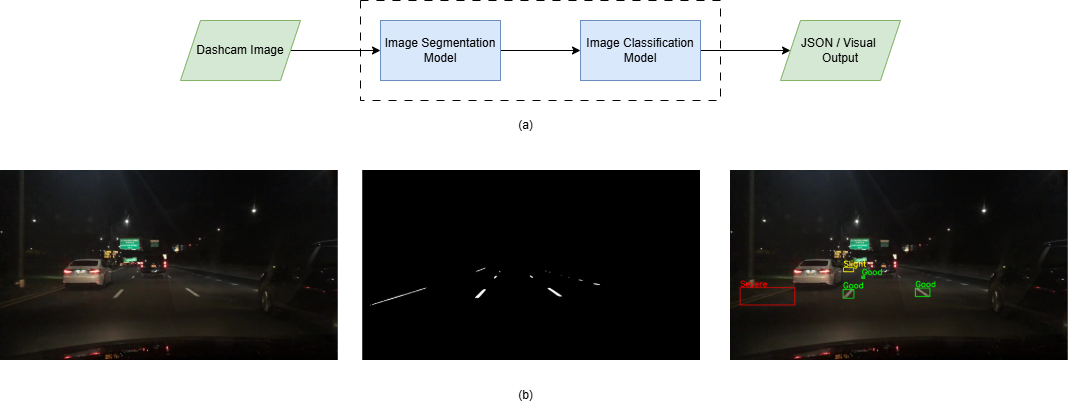 Dashcam Image
Image Segmentation
Model
Image Classification
Model
JSON / Visual
Output
(a)
Slight
Good
Severe
Good
Good
(b)